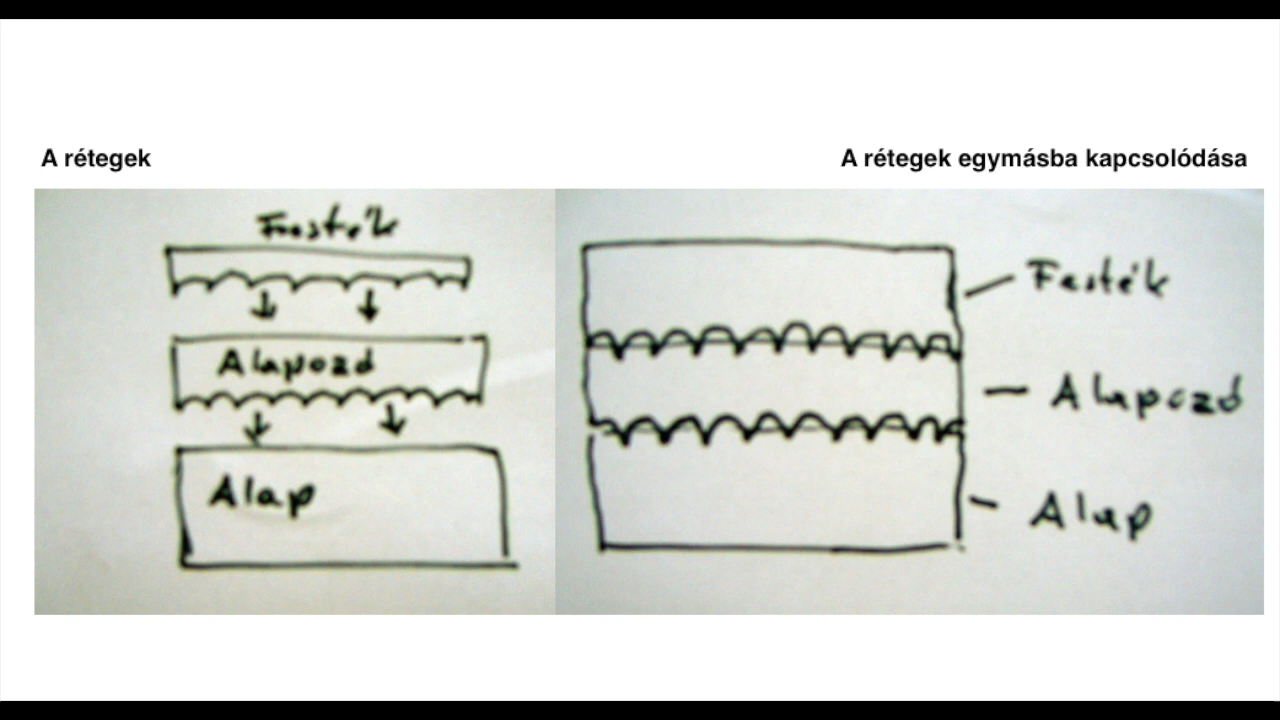 A rétegek
A rétegek egymásba kapcsolódása
Festék
Alapozó
Alap
Festék
Alapozó
Alap